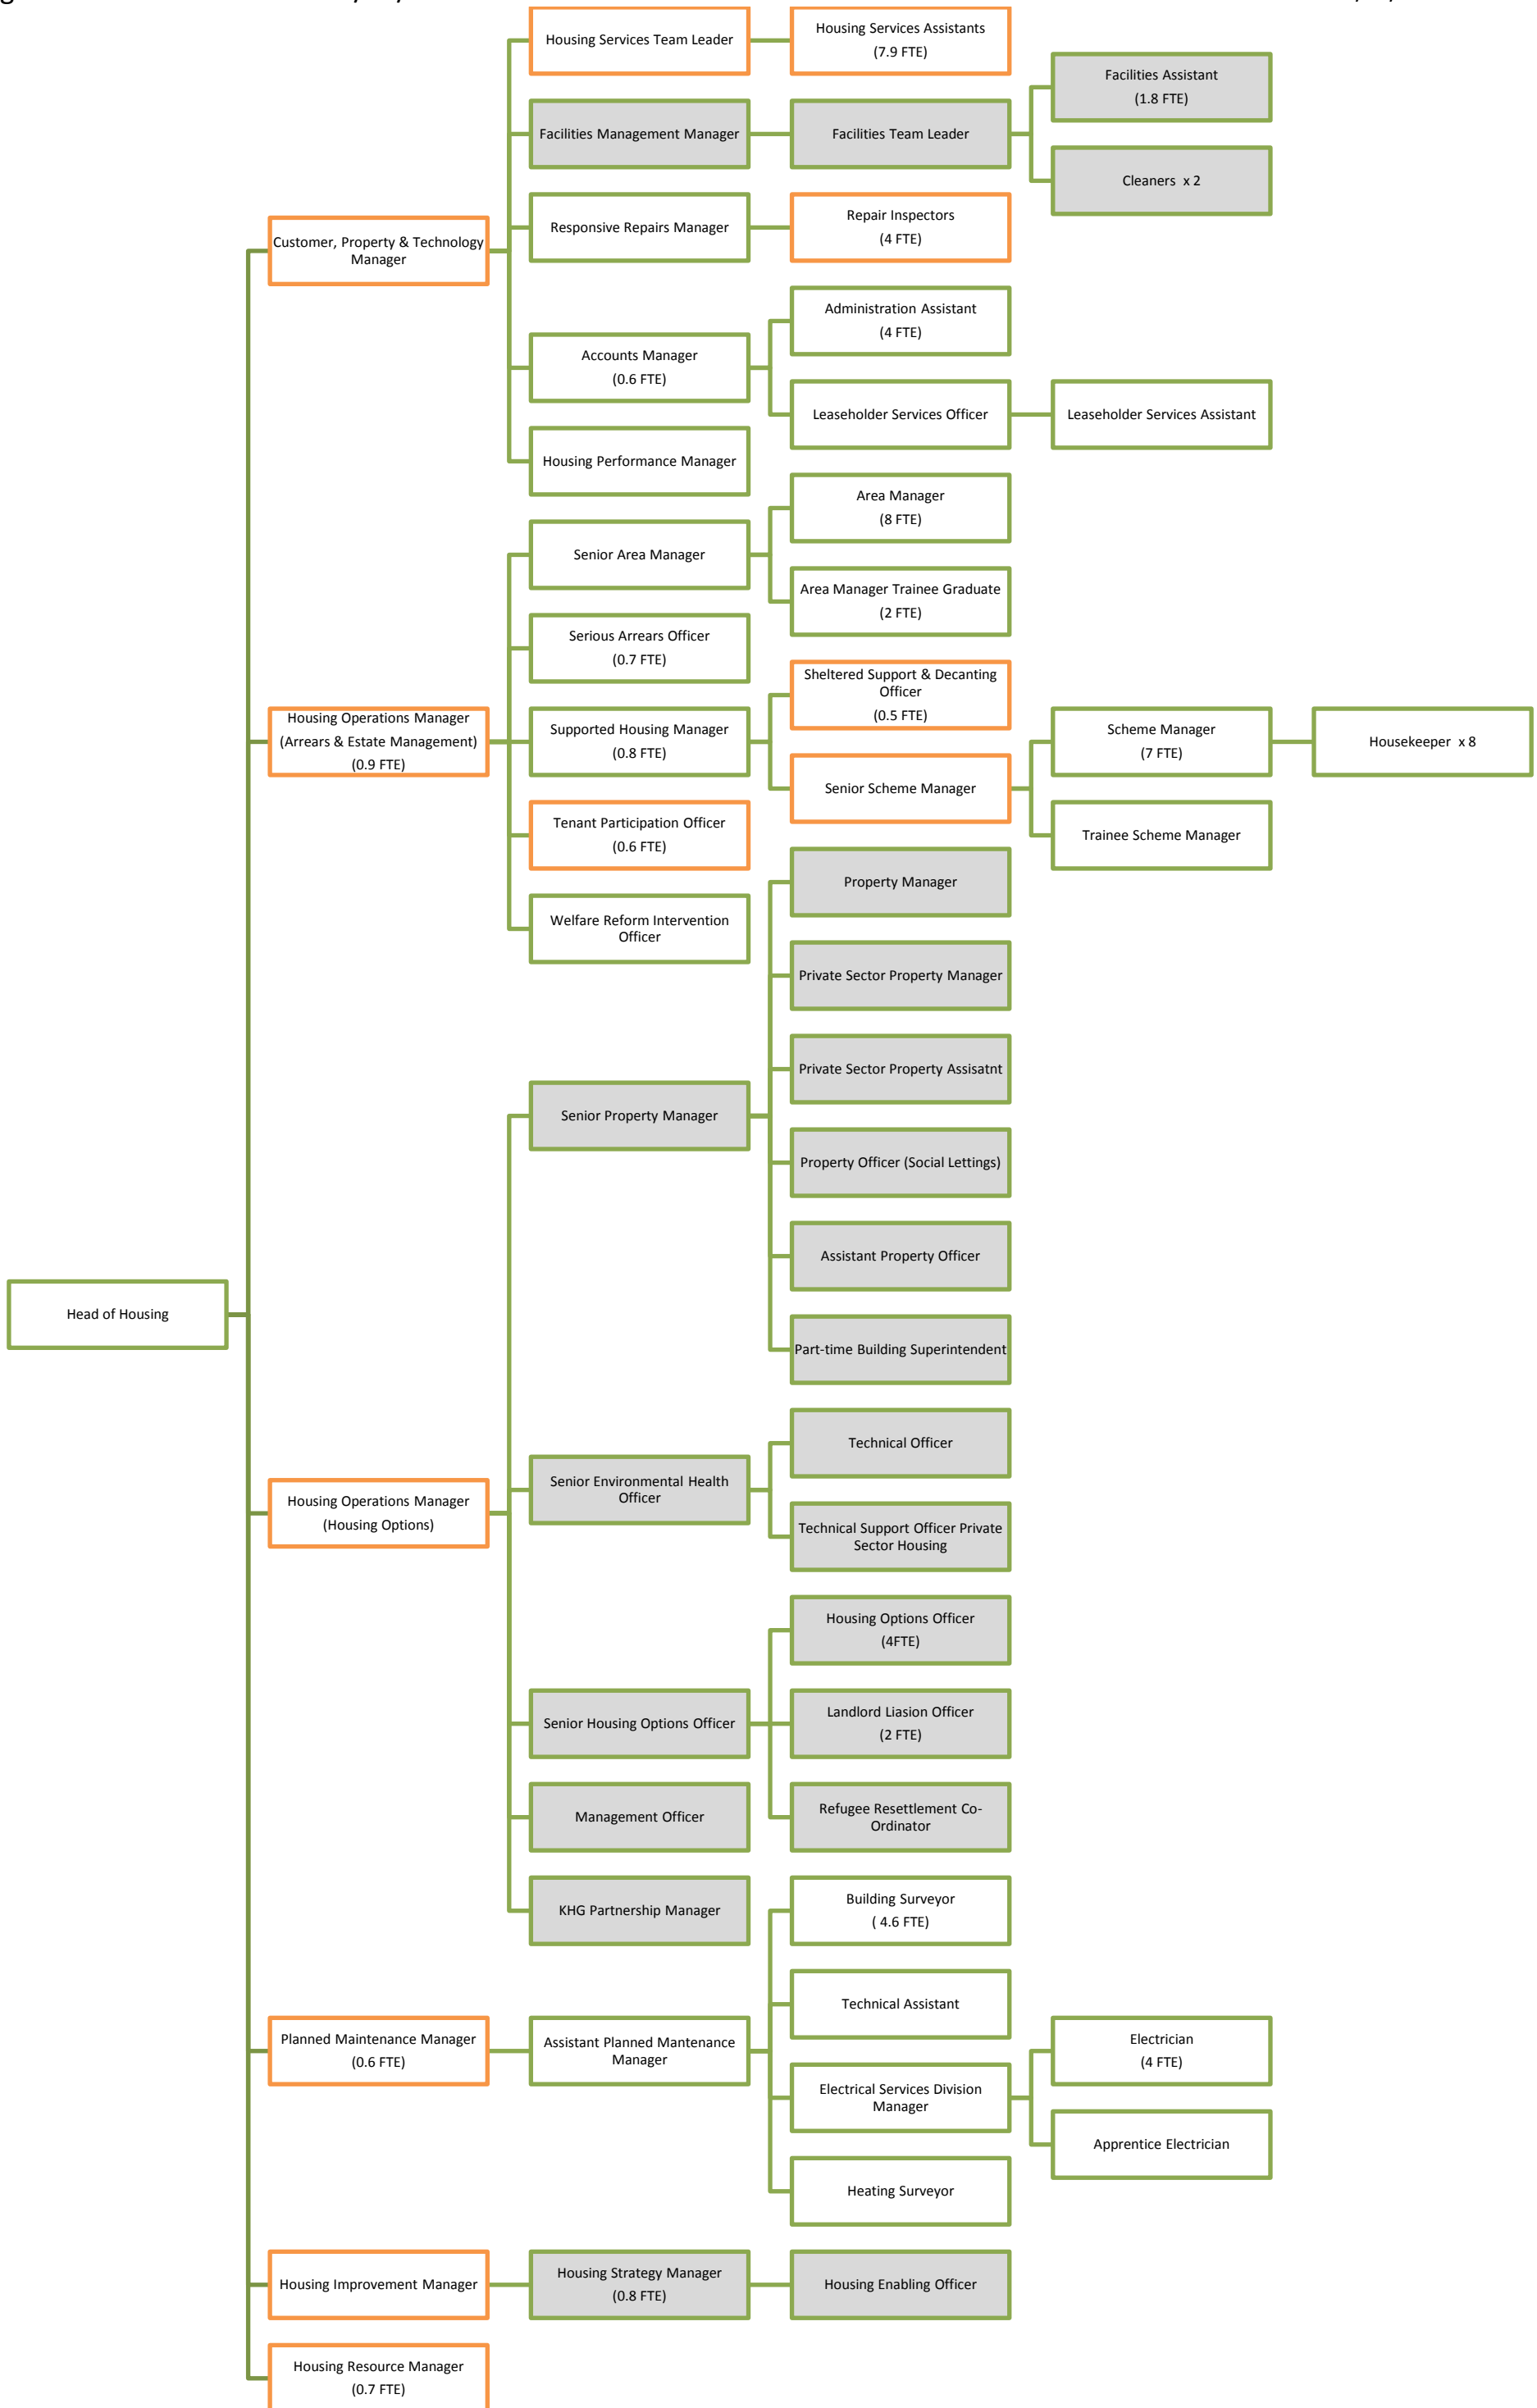 Housing Services Team Leader
Housing Services Assistants
(7.9 FTE)
Facilities Assistant
(1.8 FTE)
Facilities Management Manager
Facilities Team Leader
Cleaners x 2
Responsive Repairs Manager
Repair Inspectors
(4 FTE)
Customer, Property & Technology
Manager
Administration Assistant
(4 FTE)
Accounts Manager
(0.6 FTE)
Leaseholder Services Officer
Leaseholder Services Assistant
Housing Performance Manager
Area Manager
(8 FTE)
Senior Area Manager
Area Manager Trainee Graduate
(2 FTE)
Serious Arrears Officer
(0.7 FTE)
Sheltered Support & Decanting
Officer
(0.5 FTE)
Housing Operations Manager
(Arrears & Estate Management)
(0.9 FTE)
Supported Housing Manager
(0.8 FTE)
Scheme Manager
(7 FTE)
Housekeeper x 8
Senior Scheme Manager
Tenant Participation Officer
(0.6 FTE)
Trainee Scheme Manager
Property Manager
Welfare Reform Intervention
Officer
Private Sector Property Manager
Private Sector Property Assisatnt
Senior Property Manager
Property Officer (Social Lettings)
Assistant Property Officer
Head of Housing
Part-time Building Superintendent
Technical Officer
Senior Environmental Health
Officer
Housing Operations Manager
(Housing Options)
Technical Support Officer Private
Sector Housing
Housing Options Officer
(4FTE)
Senior Housing Options Officer
Landlord Liasion Officer
(2 FTE)
Management Officer
Refugee Resettlement Co-
Ordinator
KHG Partnership Manager
Building Surveyor
( 4.6 FTE)
Technical Assistant
Planned Maintenance Manager
(0.6 FTE)
Assistant Planned Mantenance
Manager
Electrician
(4 FTE)
Electrical Services Division
Manager
Apprentice Electrician
Heating Surveyor
Housing Improvement Manager
Housing Strategy Manager
(0.8 FTE)
Housing Enabling Officer
Housing Resource Manager
(0.7 FTE)